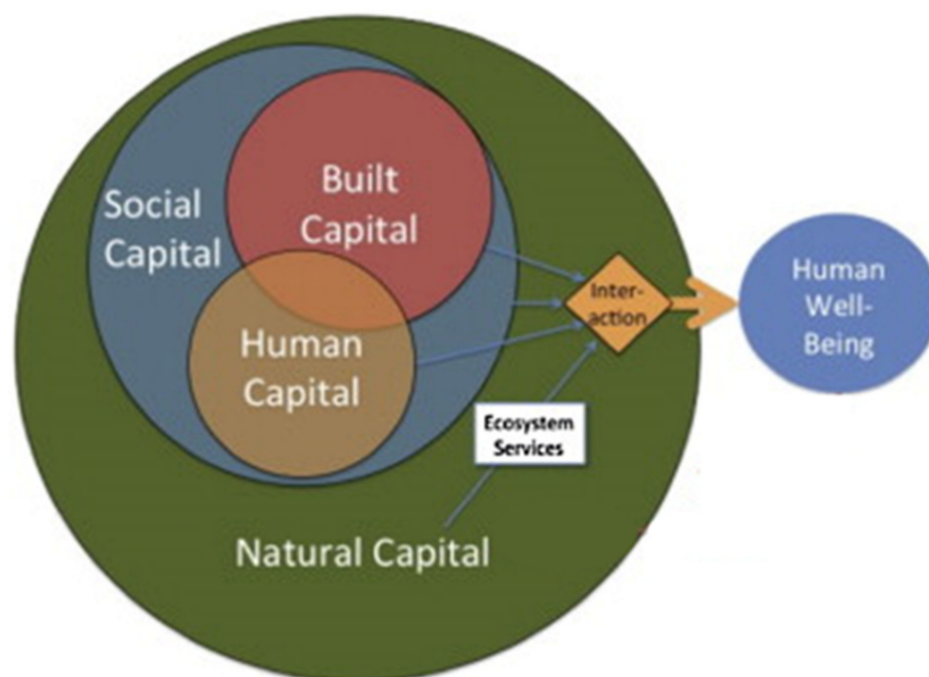 Built
Capital
Social
Capital
Human
Capital
Inter-
action
Human
Well-
Being
Ecosystem
Services
Natural Capital